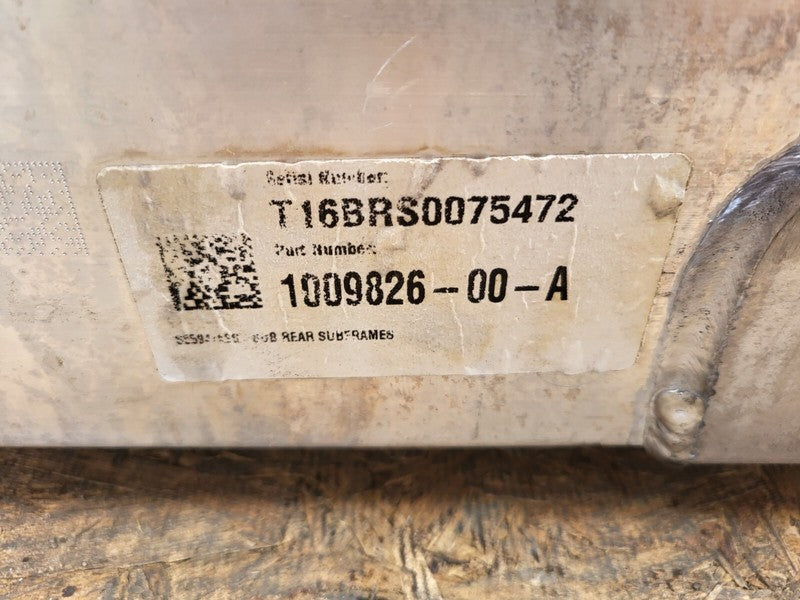 Serial Number:
T16BRS0075472
Part Number:
1009826-00-A
REAR SUBFRAMES